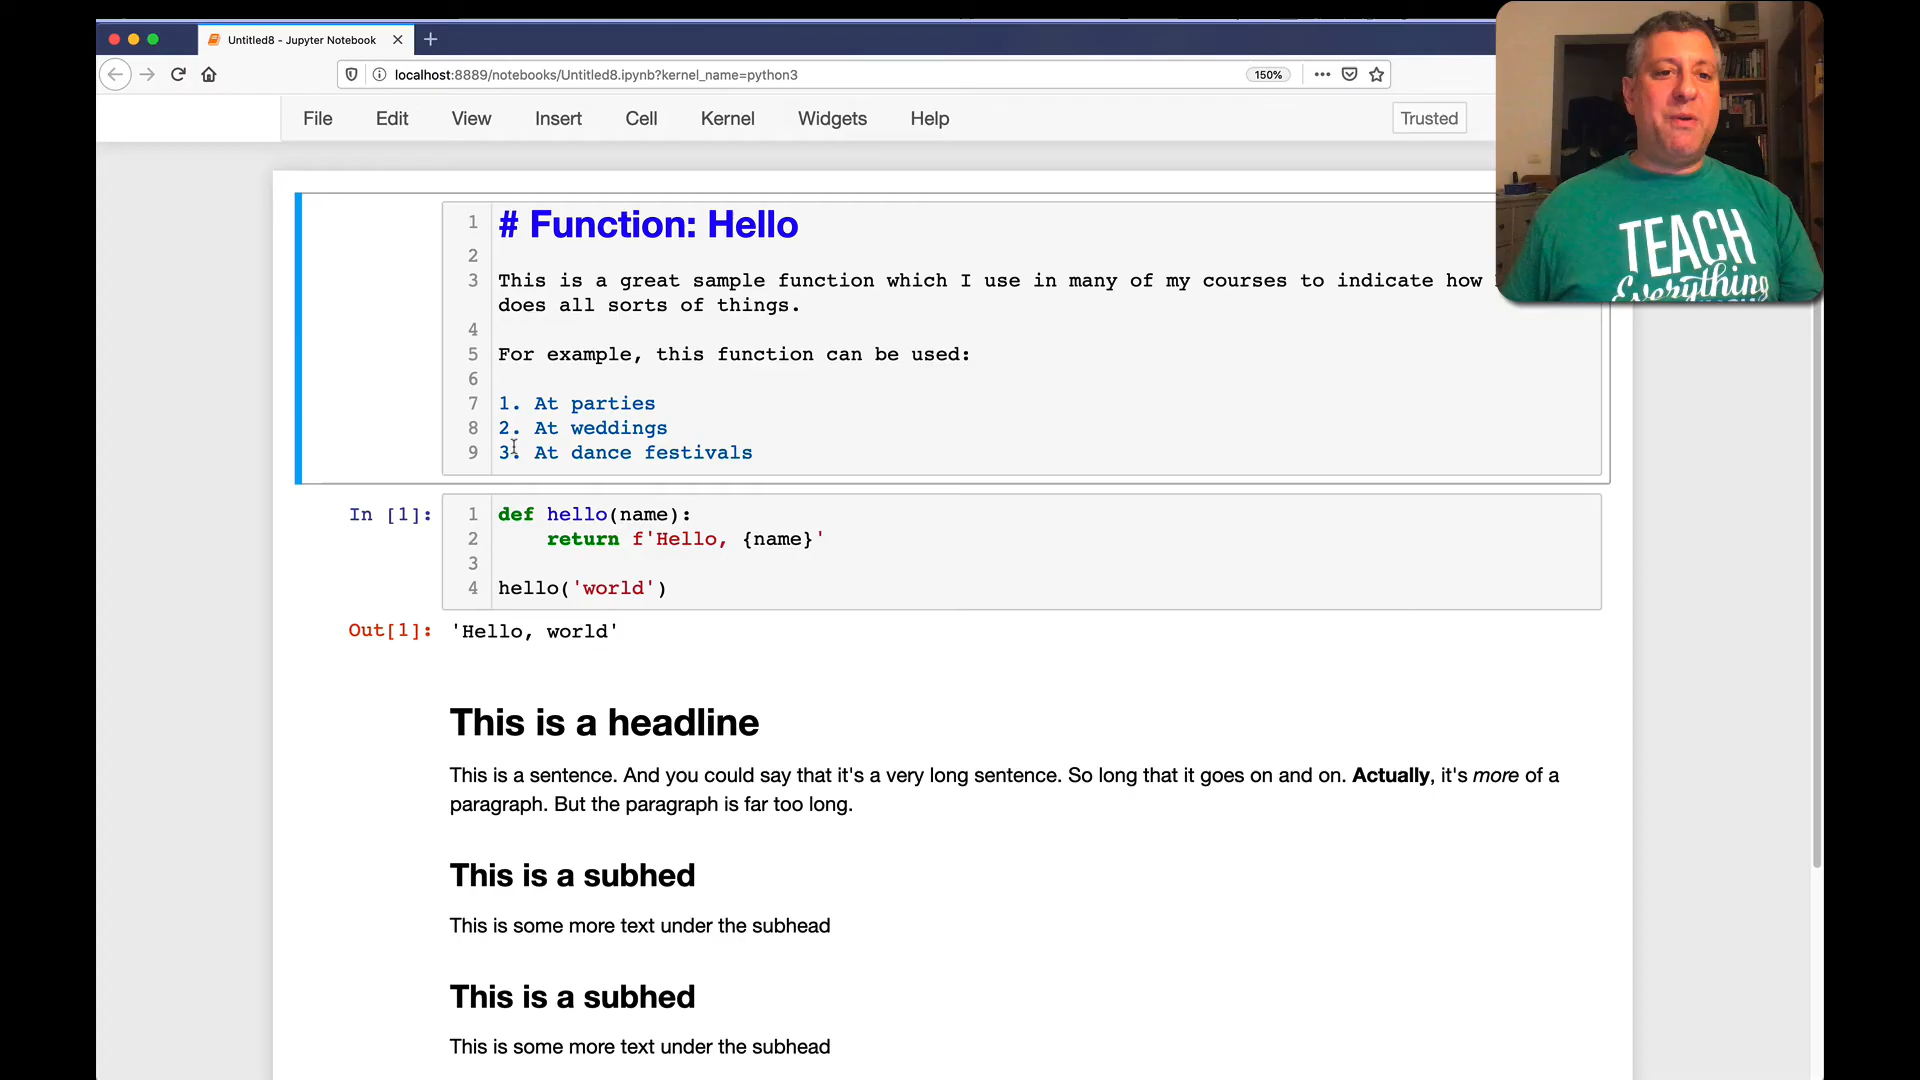 Untitled8 - Jupyter Notebook
localhost:8889/notebooks/Untitled8.ipynb?kernel_name=python3
150%
File Edit View Insert Cell Kernel Widgets Help
Trusted
TEACH
Everything
1 # Function: Hello
2
3 This is a great sample function which I use in many of my courses to indicate how
does all sorts of things.
4
5 For example, this function can be used:
6
7 1. At parties
8 2. At weddings
9 3. At dance festivals
In [1]:
1 def hello(name):
2 return f'Hello, {name}'
3
4 hello('world')
Out[1]: 'Hello, world'
This is a headline
This is a sentence. And you could say that it's a very long sentence. So long that it goes on and on. Actually, it's more of a
paragraph. But the paragraph is far too long.
This is a subhed
This is some more text under the subhead
This is a subhed
This is some more text under the subhead